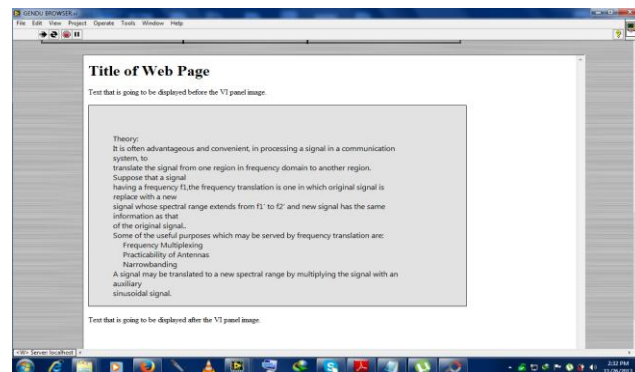 GENDU BROWSER.vi
File Edit View Project Operate Tools Window Help
Title of Web Page
Text that is going to be displayed before the VI panel image.
Theory:
It is often advantageous and convenient, in processing a signal in a communication
system, to
translate the signal from one region in frequency domain to another region.
Suppose that a signal
having a frequency f1,the frequency translation is one in which original signal is
replace with a new
signal whose spectral range extends from f1' to f2' and new signal has the same
information as that
of the original signal..
Some of the useful purposes which may be served by frequency translation are:
Frequency Multiplexing
Practicability of Antennas
Narrowbanding
A signal may be translated to a new spectral range by multiplying the signal with an
auxiliary
sinusoidal signal.
Text that is going to be displayed after the VI panel image.
Server: localhost
2:32 PM